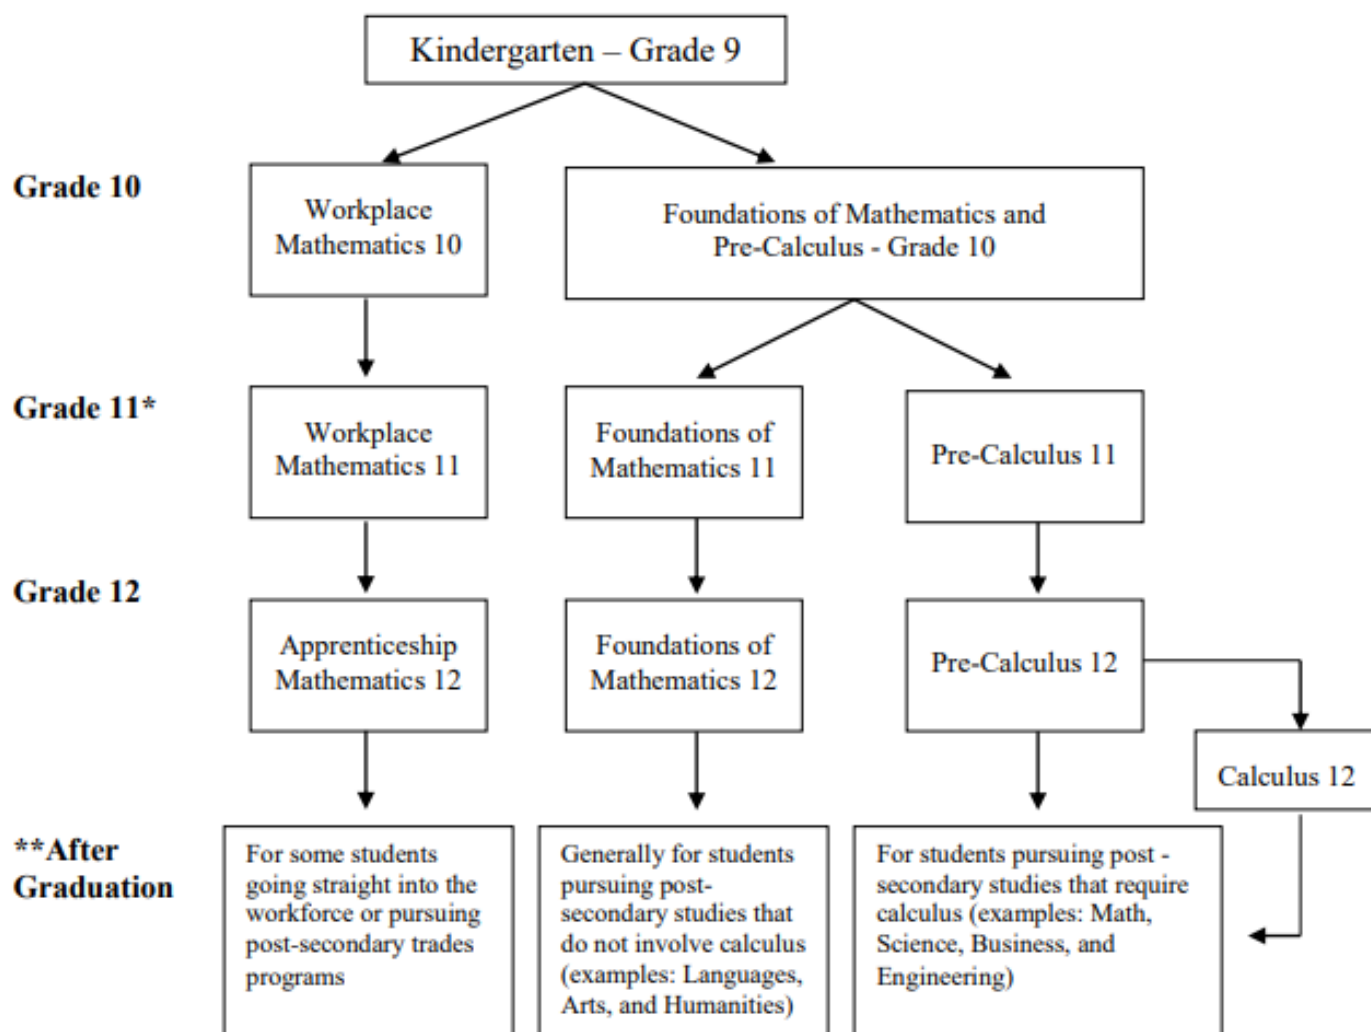 Kindergarten – Grade 9
Grade 10
Workplace
Mathematics 10
Foundations of Mathematics and
Pre-Calculus - Grade 10
Grade 11*
Workplace
Mathematics 11
Foundations of
Mathematics 11
Pre-Calculus 11
Grade 12
Apprenticeship
Mathematics 12
Foundations of
Mathematics 12
Pre-Calculus 12
Calculus 12
**After
Graduation
For some students
going straight into the
workforce or pursuing
post-secondary trades
programs
Generally for students
pursuing post-
secondary studies that
do not involve calculus
(examples: Languages,
Arts, and Humanities)
For students pursuing post -
secondary studies that require
calculus (examples: Math,
Science, Business, and
Engineering)